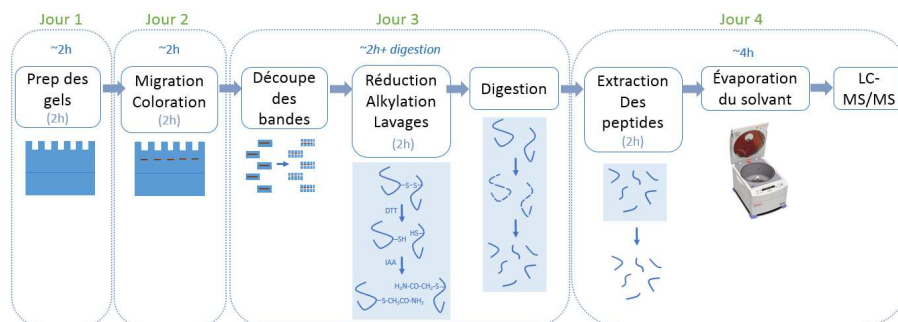 Jour 1
Jour 2
Jour 3
Jour 4
~2h
~2h
~2h+ digestion
~4h
Prep des
gels
(2h)
Migration
Coloration
(2h)
Découpe
des
bandes
Réduction
Alkylation
Lavages
(2h)
Digestion
Extraction
Des
peptides
(2h)
Évaporation
du solvant
LC-
MS/MS
-S-S-
DTT
-SH
HS-
IAA
H₂N-CO-CH₂-S-
-S-CH₂CO-NH₂